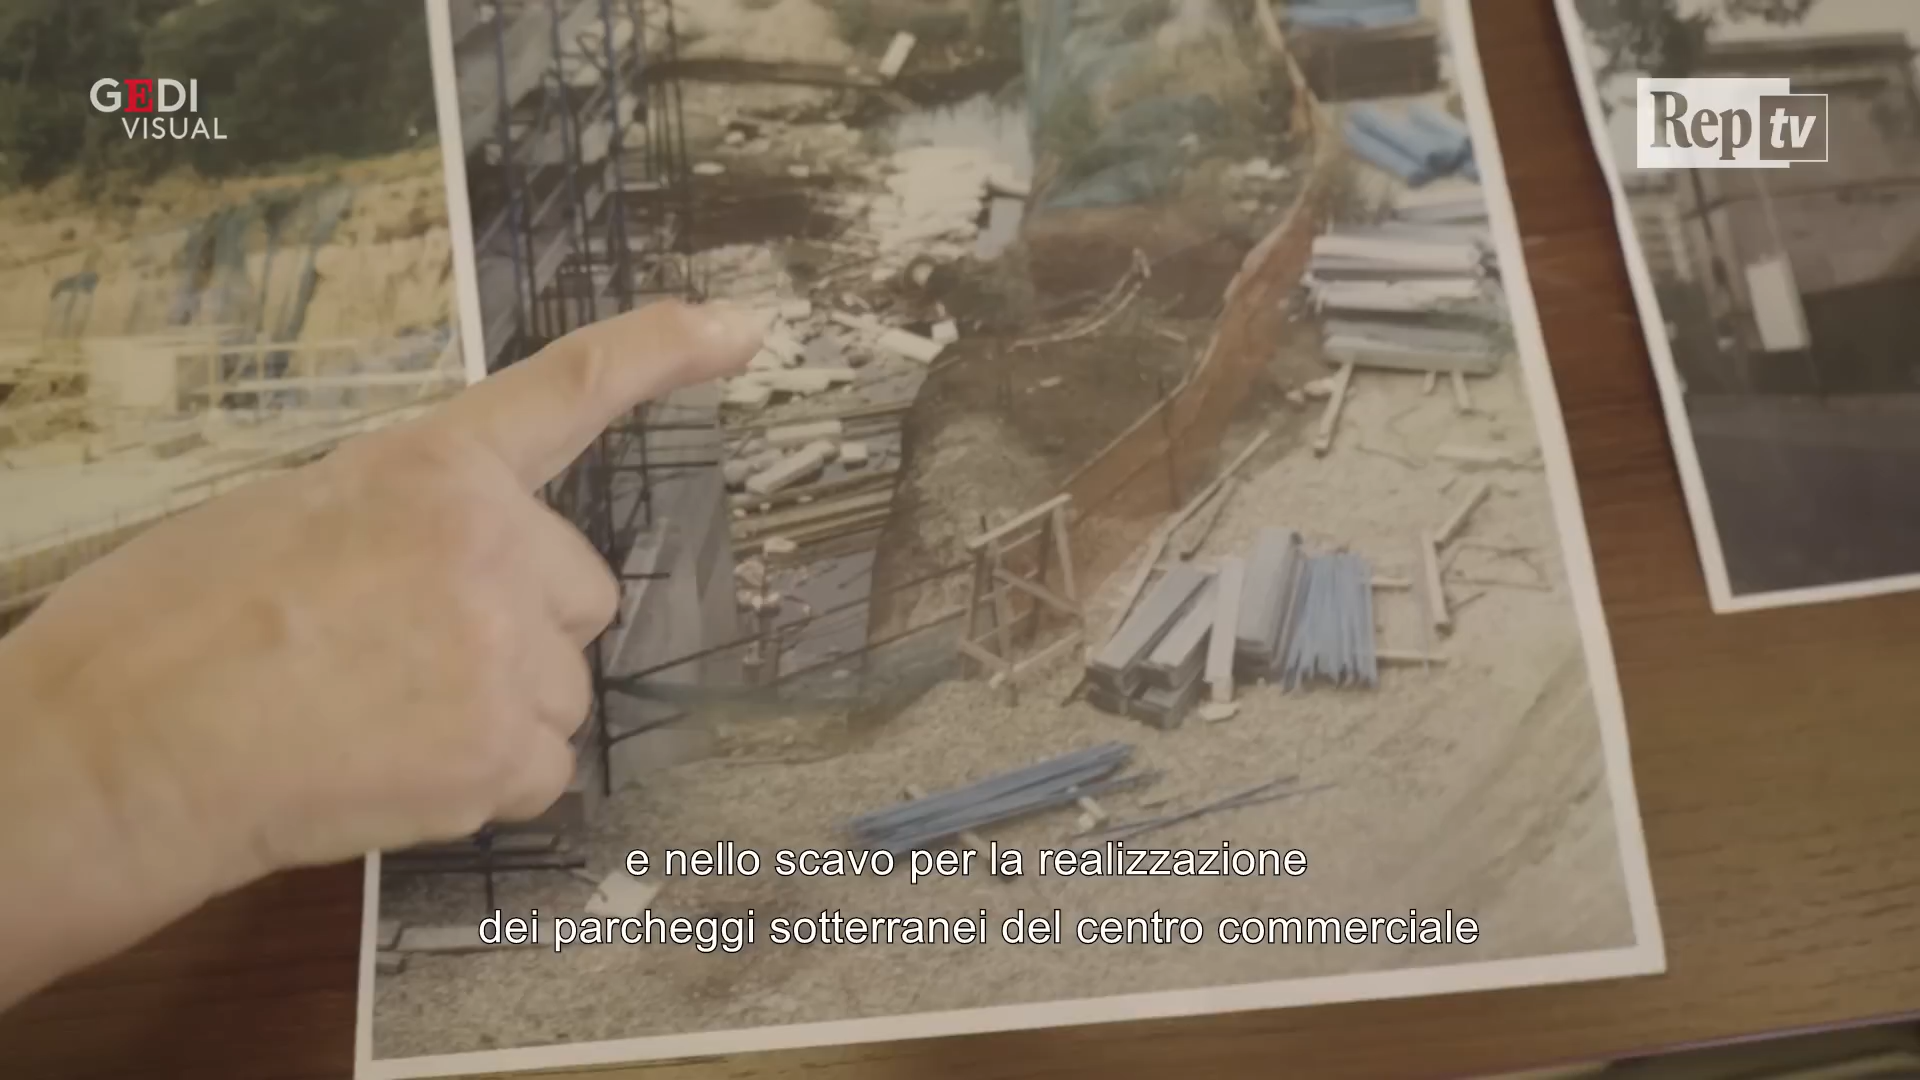 GEDI
VISUAL
Rep tv
e nello scavo per la realizzazione
dei parcheggi sotterranei del centro commerciale